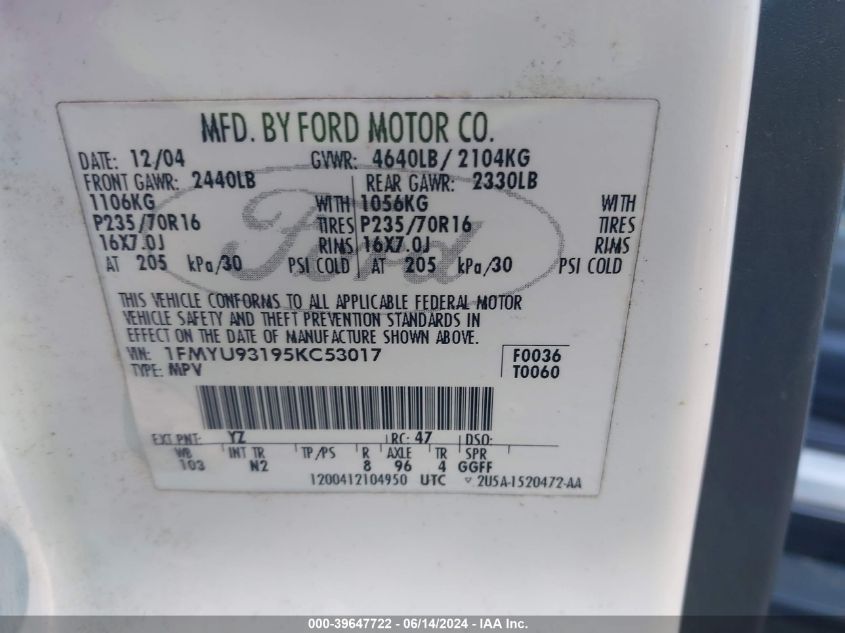 MFD. BY FORD MOTOR CO.
DATE: 12/04 GVWR: 4640LB/ 2104KG
FRONT GAWR: 2440LB REAR GAWR: 2330LB
1106KG WITH 1056KG WITH
P235/70R16 TIRES P235/70R16 TIRES
16X7.0J RIMS 16X7.0J RIMS
AT 205 kPa/30 PSI COLD AT 205 kPa/30 PSI COLD
Ford
THIS VEHICLE CONFORMS TO ALL APPLICABLE FEDERAL MOTOR
VEHICLE SAFETY AND THEFT PREVENTION STANDARDS IN
EFFECT ON THE DATE OF MANUFACTURE SHOWN ABOVE.
VIN: 1FMYU93195KC53017 F0036
TYPE: MPV T0060
EXT PNT: YZ RC: 47 DSO:
WB INT TR TP/PS R AXLE TR SPR
103 N2 8 96 4 GGFF
1200412104950 UTC 2U5A-1520472-AA
000-39647722 - 06/14/2024 - IAA Inc.